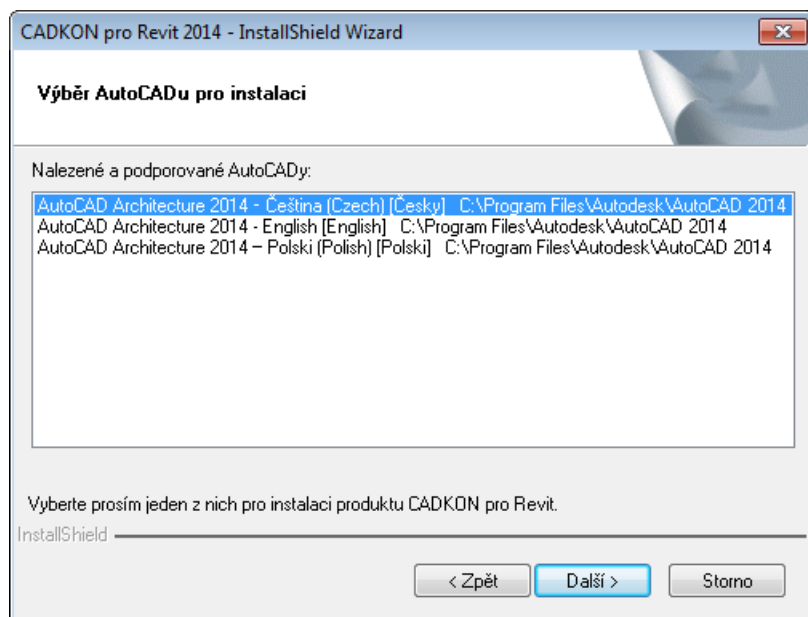 CADKON pro Revit 2014 - InstallShield Wizard
Výběr AutoCADu pro instalaci
Nalezené a podporované AutoCADy:
AutoCAD Architecture 2014 - Čeština (Czech) [Česky] C:\Program Files\Autodesk\AutoCAD 2014
AutoCAD Architecture 2014 - English [English] C:\Program Files\Autodesk\AutoCAD 2014
AutoCAD Architecture 2014 – Polski (Polish) [Polski] C:\Program Files\Autodesk\AutoCAD 2014
Vyberte prosím jeden z nich pro instalaci produktu CADKON pro Revit.
InstallShield
< Zpět Další > Storno